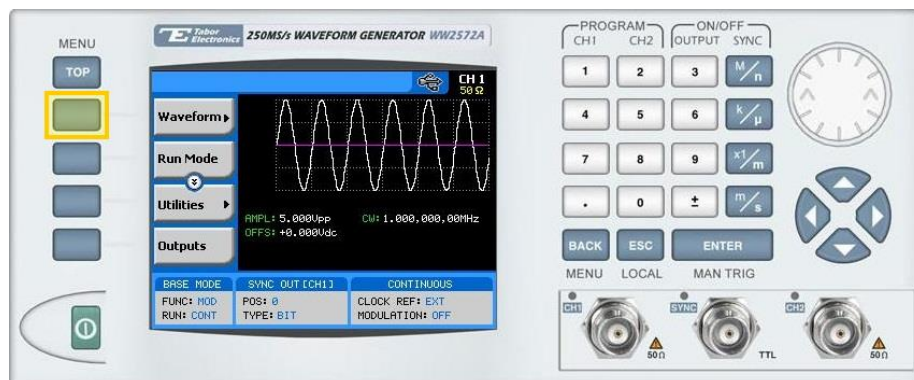 MENU
TOP
Tabor Electronics 250MS/s WAVEFORM GENERATOR WW2572A
CH 1
50 Ω
Waveform
Run Mode
Utilities
Outputs
AMPL: 5.000Vpp CW: 1.000,000,00MHz
OFFS: +0.000Vdc
BASE MODE SYNC OUT [CH1] CONTINUOUS
FUNC: MOD POS: 0 CLOCK REF: EXT
RUN: CONT TYPE: BIT MODULATION: OFF
PROGRAM ON/OFF
CH1 CH2 OUTPUT SYNC
1 2 3 M/n
4 5 6 k/µ
7 8 9 x1/m
. 0 ± m/s
BACK ESC ENTER
MENU LOCAL MAN TRIG
CH1 SYNC CH2
50Ω TTL 50Ω